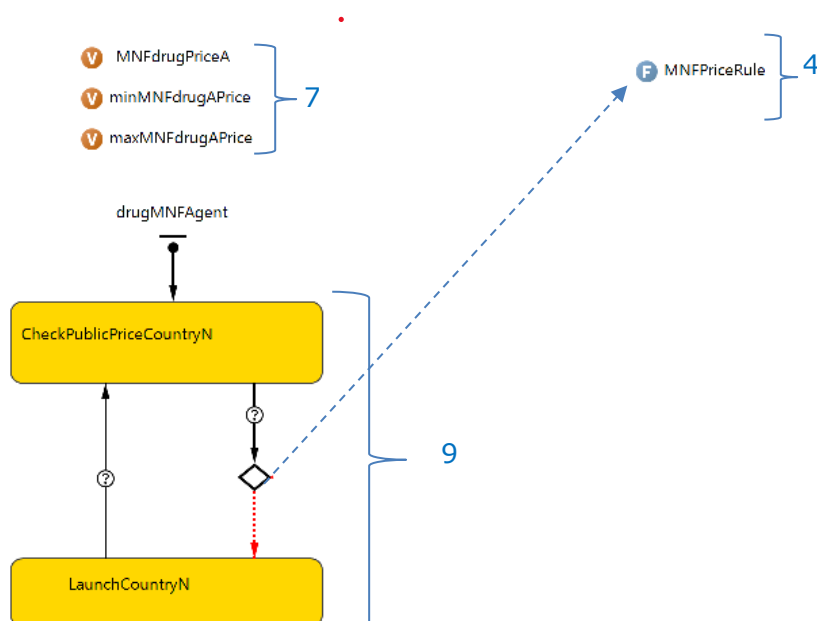 V MNFdrugPriceA
V minMNFdrugAPrice
V maxMNFdrugAPrice
7
F MNFPriceRule
4
drugMNFAgent
CheckPublicPriceCountryN
?
?
9
LaunchCountryN